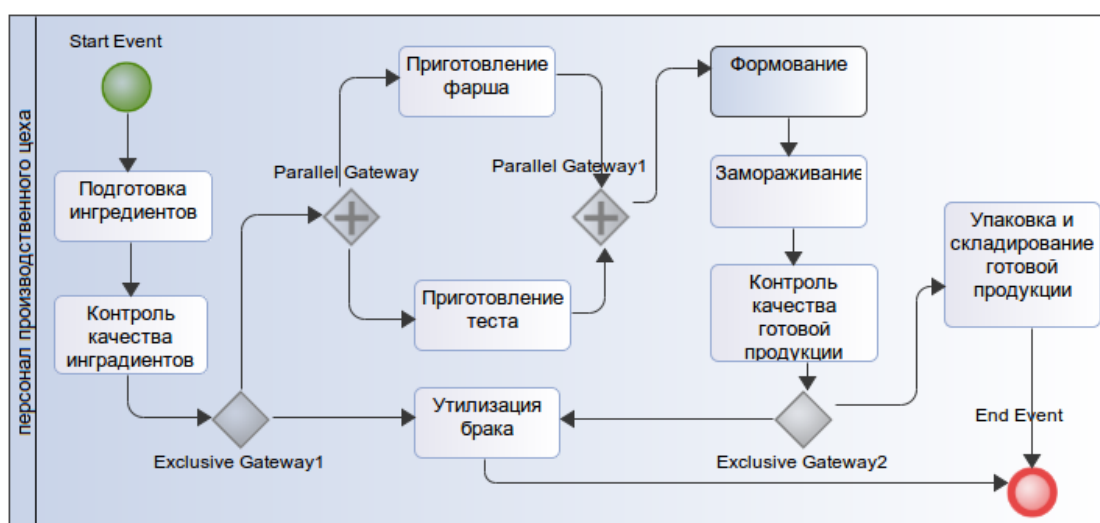 персонал производственного цеха
Start Event
Подготовка
ингредиентов
Контроль
качества
инградиентов
Exclusive Gateway1
Parallel Gateway
Приготовление
фарша
Приготовление
теста
Parallel Gateway1
Утилизация
брака
Формование
Замораживание
Контроль
качества
готовой
продукции
Exclusive Gateway2
Упаковка и
складирование
готовой
продукции
End Event